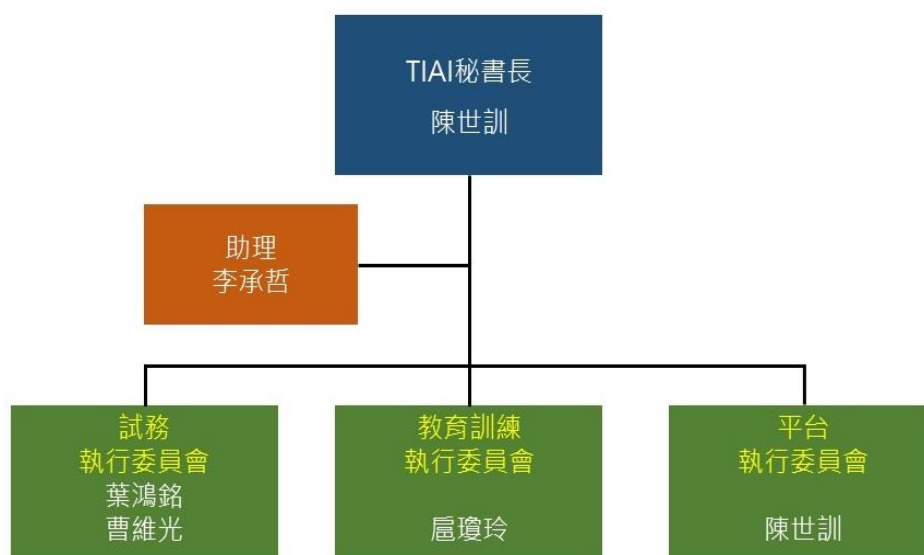 TIAI秘書長
陳世訓
助理
李承哲
試務
執行委員會
葉鴻銘
曹維光
教育訓練
執行委員會
扈瓊玲
平台
執行委員會
陳世訓